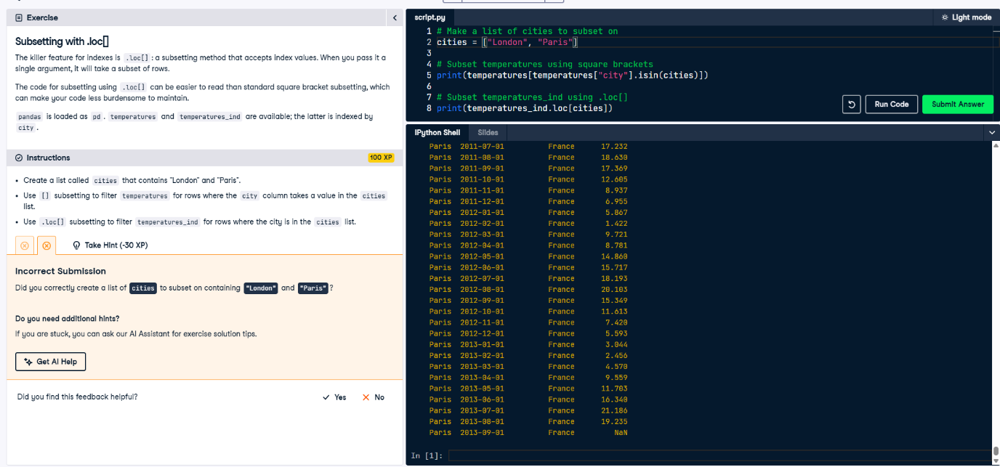 Exercise
Subsetting with .loc[]
The killer feature for indexes is .loc[] : a subsetting method that accepts index values. When you pass it a
single argument, it will take a subset of rows.
The code for subsetting using .loc[] can be easier to read than standard square bracket subsetting, which
can make your code less burdensome to maintain.
pandas is loaded as pd . temperatures and temperatures_ind are available; the latter is indexed by
city .
Instructions
100 XP
• Create a list called cities that contains "London" and "Paris".
• Use [] subsetting to filter temperatures for rows where the city column takes a value in the cities
list.
• Use .loc[] subsetting to filter temperatures_ind for rows where the city is in the cities list.
Take Hint (-30 XP)
Incorrect Submission
Did you correctly create a list of cities to subset on containing "London" and "Paris" ?
Do you need additional hints?
If you are stuck, you can ask our AI Assistant for exercise solution tips.
Get AI Help
Did you find this feedback helpful?
Yes
No
script.py
Light mode
1 # Make a list of cities to subset on
2 cities = ["London", "Paris"]
3
4 # Subset temperatures using square brackets
5 print(temperatures[temperatures["city"].isin(cities)])
6
7 # Subset temperatures_ind using .loc[]
8 print(temperatures_ind.loc[cities])
Run Code
Submit Answer
IPython Shell
Slides
Paris 2011-07-01 France 17.232
Paris 2011-08-01 France 18.630
Paris 2011-09-01 France 17.369
Paris 2011-10-01 France 12.605
Paris 2011-11-01 France 8.937
Paris 2011-12-01 France 6.955
Paris 2012-01-01 France 5.867
Paris 2012-02-01 France 1.422
Paris 2012-03-01 France 9.721
Paris 2012-04-01 France 8.781
Paris 2012-05-01 France 14.860
Paris 2012-06-01 France 15.717
Paris 2012-07-01 France 18.193
Paris 2012-08-01 France 20.103
Paris 2012-09-01 France 15.349
Paris 2012-10-01 France 11.613
Paris 2012-11-01 France 7.420
Paris 2012-12-01 France 5.593
Paris 2013-01-01 France 3.044
Paris 2013-02-01 France 2.456
Paris 2013-03-01 France 4.570
Paris 2013-04-01 France 9.559
Paris 2013-05-01 France 11.703
Paris 2013-06-01 France 16.340
Paris 2013-07-01 France 21.186
Paris 2013-08-01 France 19.235
Paris 2013-09-01 France NaN
In [1]: